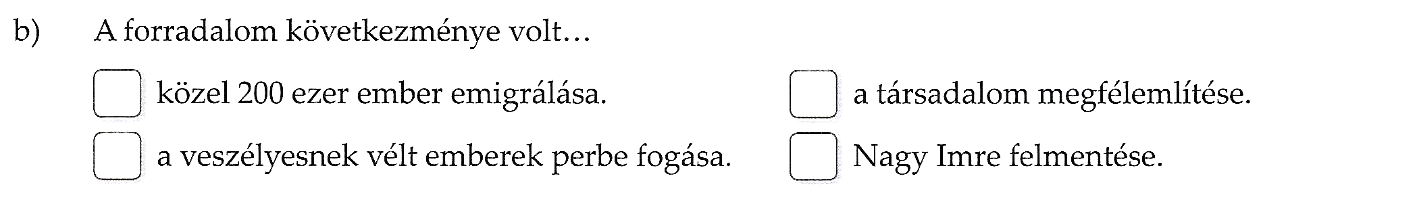 b) A forradalom következménye volt…
közel 200 ezer ember emigrálása. a társadalom megfélemlítése.
a veszélyesnek vélt emberek perbe fogása. Nagy Imre felmentése.